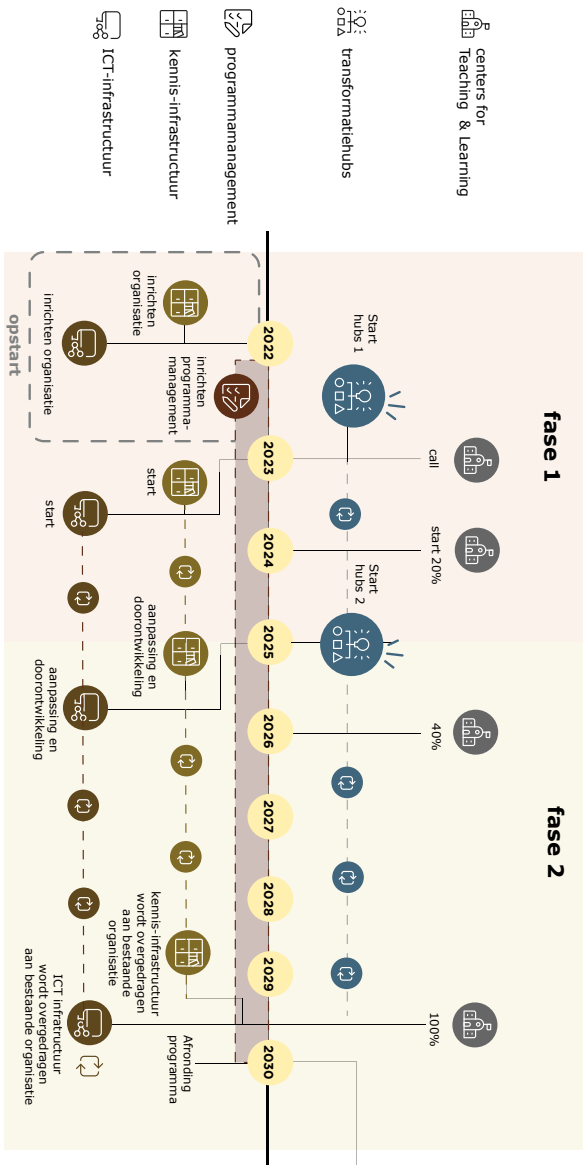 fase 1
fase 2
centers for
Teaching & Learning
call
start 20%
40%
100%
transformatiehubs
Start
hubs 1
Start
hubs 2
2022
2023
2024
2025
2026
2027
2028
2029
2030
programmamanagement
inrichten
programma-
management
Afronding
programma
kennis-infrastructuur
inrichten
organisatie
start
aanpassing en
doorontwikkeling
kennis-infrastructuur
wordt overgedragen
aan bestaande
organisatie
ICT-infrastructuur
inrichten organisatie
start
aanpassing en
doorontwikkeling
ICT infratructuur
wordt overgedragen
aan bestaande organisatie
opstart